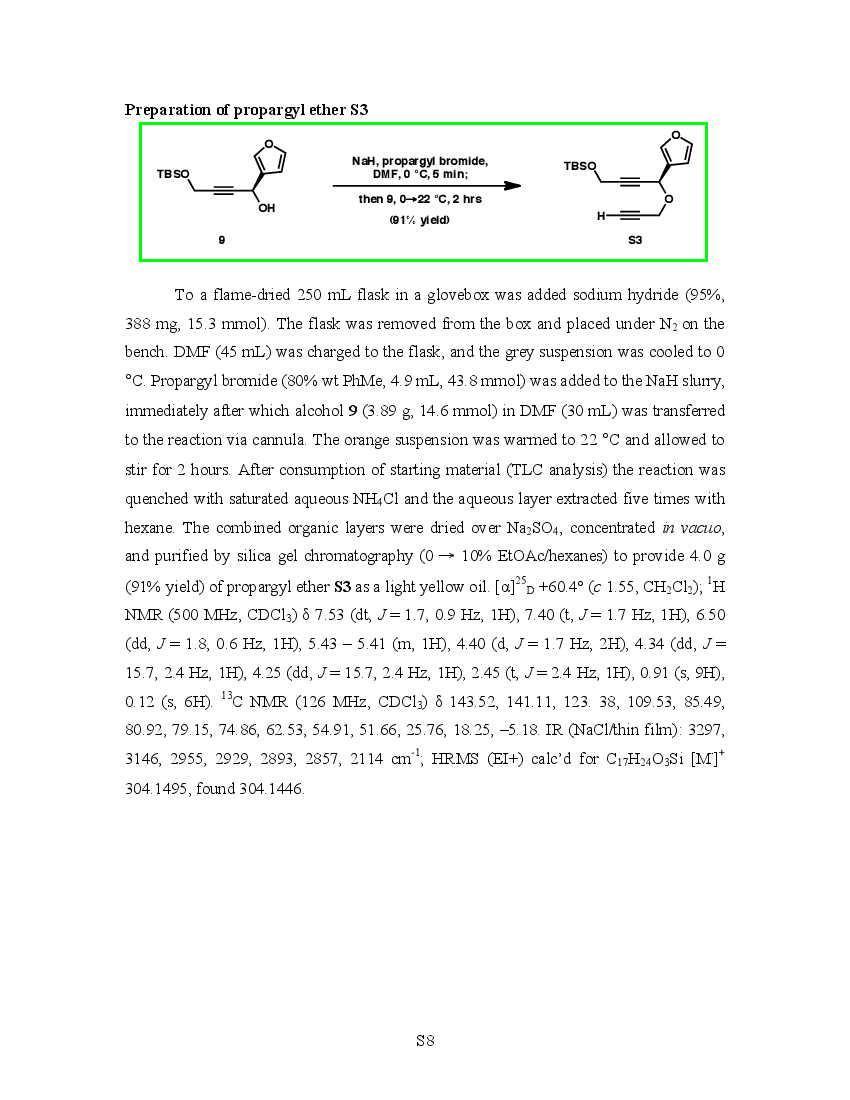 Preparation of propargyl ether S3
TBSO
O
OH
9
NaH, propargyl bromide,
DMF, 0 °C, 5 min;
then 9, 0→22 °C, 2 hrs
(91% yield)
TBSO
O
O
H
S3
To a flame-dried 250 mL flask in a glovebox was added sodium hydride (95%,
388 mg, 15.3 mmol). The flask was removed from the box and placed under N2 on the
bench. DMF (45 mL) was charged to the flask, and the grey suspension was cooled to 0
°C. Propargyl bromide (80% wt PhMe, 4.9 mL, 43.8 mmol) was added to the NaH slurry,
immediately after which alcohol 9 (3.89 g, 14.6 mmol) in DMF (30 mL) was transferred
to the reaction via cannula. The orange suspension was warmed to 22 °C and allowed to
stir for 2 hours. After consumption of starting material (TLC analysis) the reaction was
quenched with saturated aqueous NH4Cl and the aqueous layer extracted five times with
hexane. The combined organic layers were dried over Na2SO4, concentrated in vacuo,
and purified by silica gel chromatography (0 → 10% EtOAc/hexanes) to provide 4.0 g
(91% yield) of propargyl ether S3 as a light yellow oil. [α]25D +60.4° (c 1.55, CH2Cl2); 1H
NMR (500 MHz, CDCl3) δ 7.53 (dt, J = 1.7, 0.9 Hz, 1H), 7.40 (t, J = 1.7 Hz, 1H), 6.50
(dd, J = 1.8, 0.6 Hz, 1H), 5.43 – 5.41 (m, 1H), 4.40 (d, J = 1.7 Hz, 2H), 4.34 (dd, J =
15.7, 2.4 Hz, 1H), 4.25 (dd, J = 15.7, 2.4 Hz, 1H), 2.45 (t, J = 2.4 Hz, 1H), 0.91 (s, 9H),
0.12 (s, 6H). 13C NMR (126 MHz, CDCl3) δ 143.52, 141.11, 123. 38, 109.53, 85.49,
80.92, 79.15, 74.86, 62.53, 54.91, 51.66, 25.76, 18.25, –5.18. IR (NaCl/thin film): 3297,
3146, 2955, 2929, 2893, 2857, 2114 cm-1; HRMS (EI+) calc’d for C17H24O3Si [M·]+
304.1495, found 304.1446.
S8